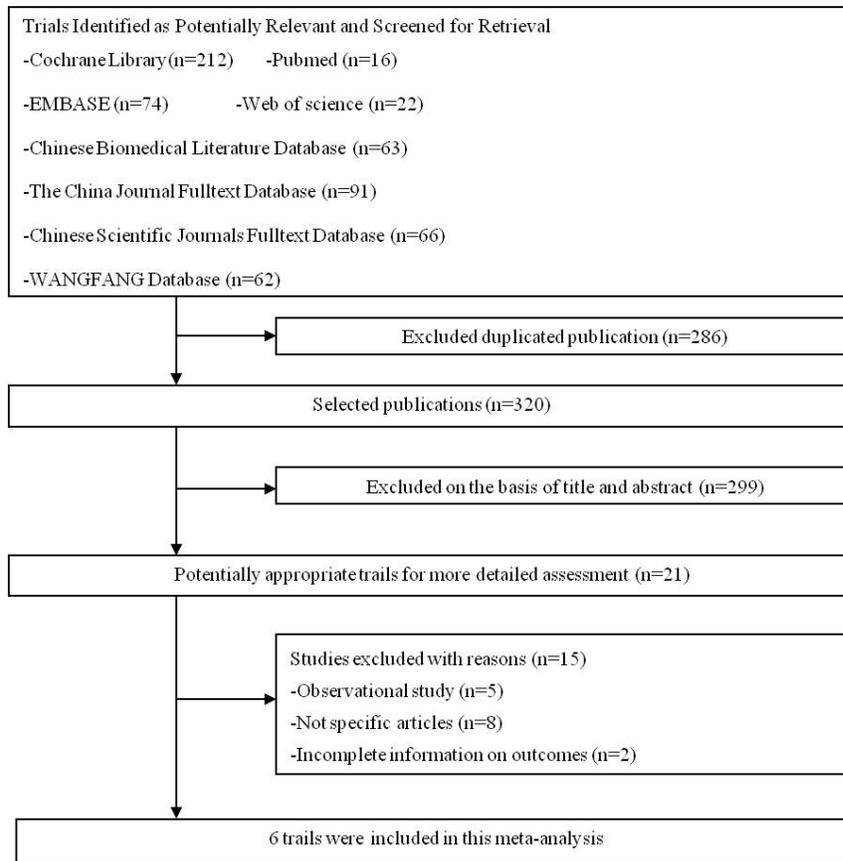 Trials Identified as Potentially Relevant and Screened for Retrieval
-Cochrane Library (n=212) -Pubmed (n=16)
-EMBASE (n=74) -Web of science (n=22)
-Chinese Biomedical Literature Database (n=63)
-The China Journal Fulltext Database (n=91)
-Chinese Scientific Journals Fulltext Database (n=66)
-WANGFANG Database (n=62)
Excluded duplicated publication (n=286)
Selected publications (n=320)
Excluded on the basis of title and abstract (n=299)
Potentially appropriate trails for more detailed assessment (n=21)
Studies excluded with reasons (n=15)
-Observational study (n=5)
-Not specific articles (n=8)
-Incomplete information on outcomes (n=2)
6 trails were included in this meta-analysis